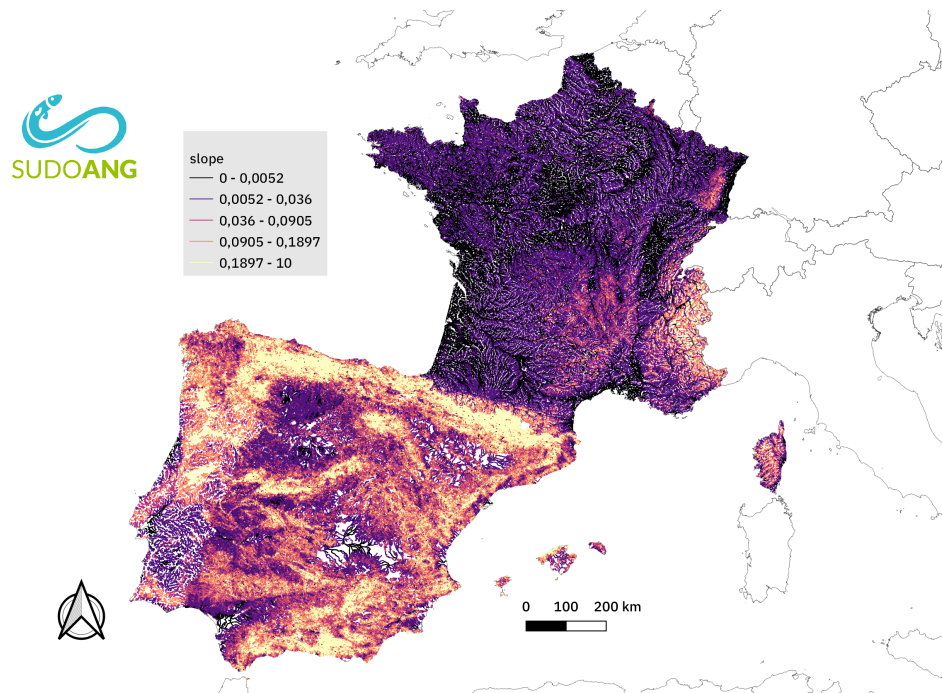 SUDOANG
slope
0 - 0,0052
0,0052 - 0,036
0,036 - 0,0905
0,0905 - 0,1897
0,1897 - 10
0 100 200 km